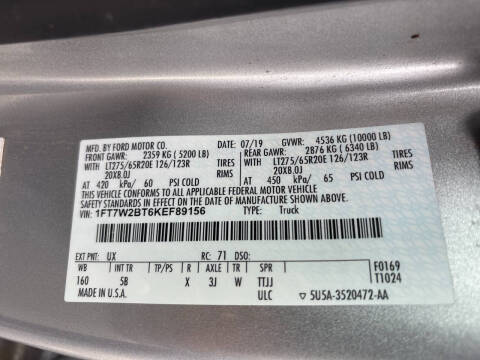 MFD. BY FORD MOTOR CO. 07/19 GVWR: 4536 KG (10000 LB)
FRONT GAWR: 2359 KG ( 5200 LB) REAR GAWR: 2876 KG ( 6340 LB)
WITH LT275/65R20E 126/123R TIRES WITH LT275/65R20E 126/123R TIRES
20X8.0J RIMS 20X8.0J RIMS
AT 420 kPa/ 60 PSI COLD AT 450 kPa/ 65 PSI COLD
THIS VEHICLE CONFORMS TO ALL APPLICABLE FEDERAL MOTOR VEHICLE
SAFETY STANDARDS IN EFFECT ON THE DATE OF MANUFACTURE SHOWN ABOVE.
VIN: 1FT7W2BT6KEF89156 TYPE: Truck
EXT PNT: UX RC: 71 DSO:
WB INT TR TP/PS R AXLE TR SPR F0169
160 SB X 3J W TTJJ T1024
MADE IN U.S.A. ULC ▽ 5U5A-3520472-AA